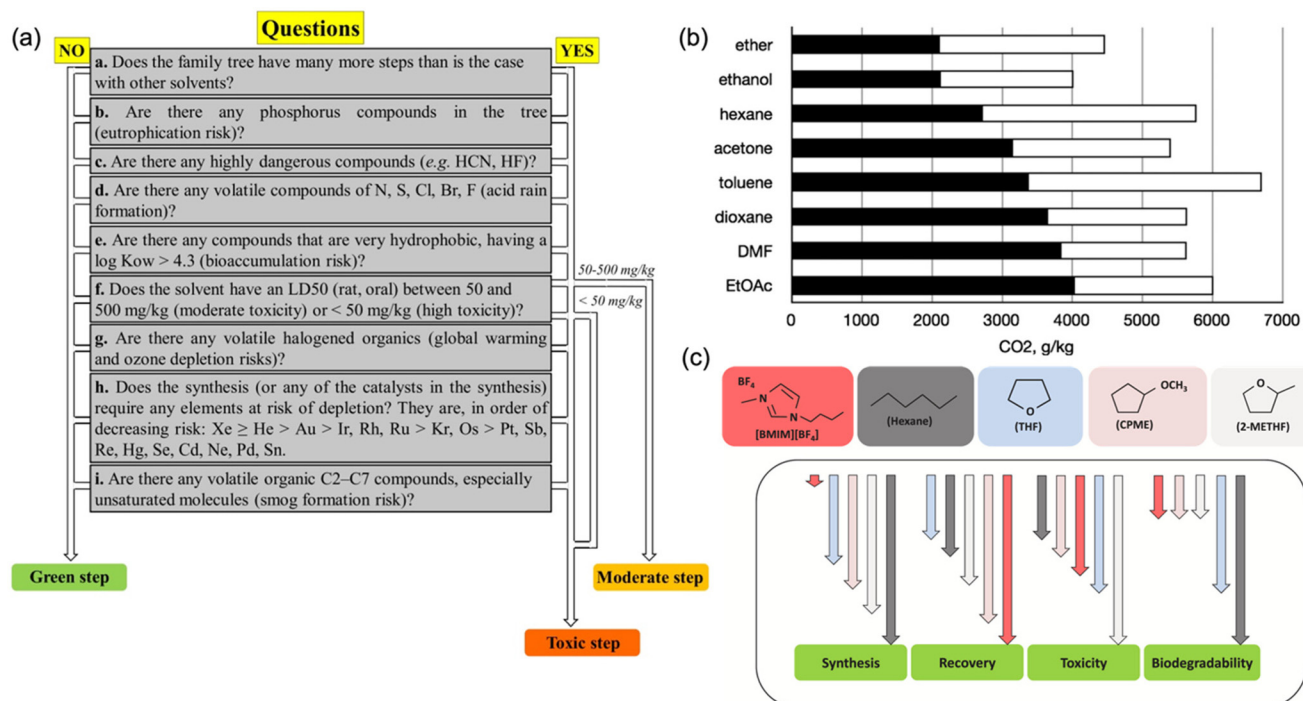 (a)
Questions
NO
YES
a. Does the family tree have many more steps than is the case
with other solvents?
b. Are there any phosphorus compounds in the tree
(eutrophication risk)?
c. Are there any highly dangerous compounds (e.g. HCN, HF)?
d. Are there any volatile compounds of N, S, Cl, Br, F (acid rain
formation)?
e. Are there any compounds that are very hydrophobic, having a
log Kow > 4.3 (bioaccumulation risk)?
50-500 mg/kg
f. Does the solvent have an LD50 (rat, oral) between 50 and
500 mg/kg (moderate toxicity) or < 50 mg/kg (high toxicity)?
< 50 mg/kg
g. Are there any volatile halogened organics (global warming
and ozone depletion risks)?
h. Does the synthesis (or any of the catalysts in the synthesis)
require any elements at risk of depletion? They are, in order of
decreasing risk: Xe ≥ He > Au > Ir, Rh, Ru > Kr, Os > Pt, Sb,
Re, Hg, Se, Cd, Ne, Pd, Sn.
i. Are there any volatile organic C2–C7 compounds, especially
unsaturated molecules (smog formation risk)?
Green step
Moderate step
Toxic step
(b)
ether
ethanol
hexane
acetone
toluene
dioxane
DMF
EtOAc
0 1000 2000 3000 4000 5000 6000 7000
CO2, g/kg
(c)
BF4
N
N
[BMIM][BF4]
(Hexane)
O
(THF)
OCH3
(CPME)
O
(2-METHF)
Synthesis
Recovery
Toxicity
Biodegradability